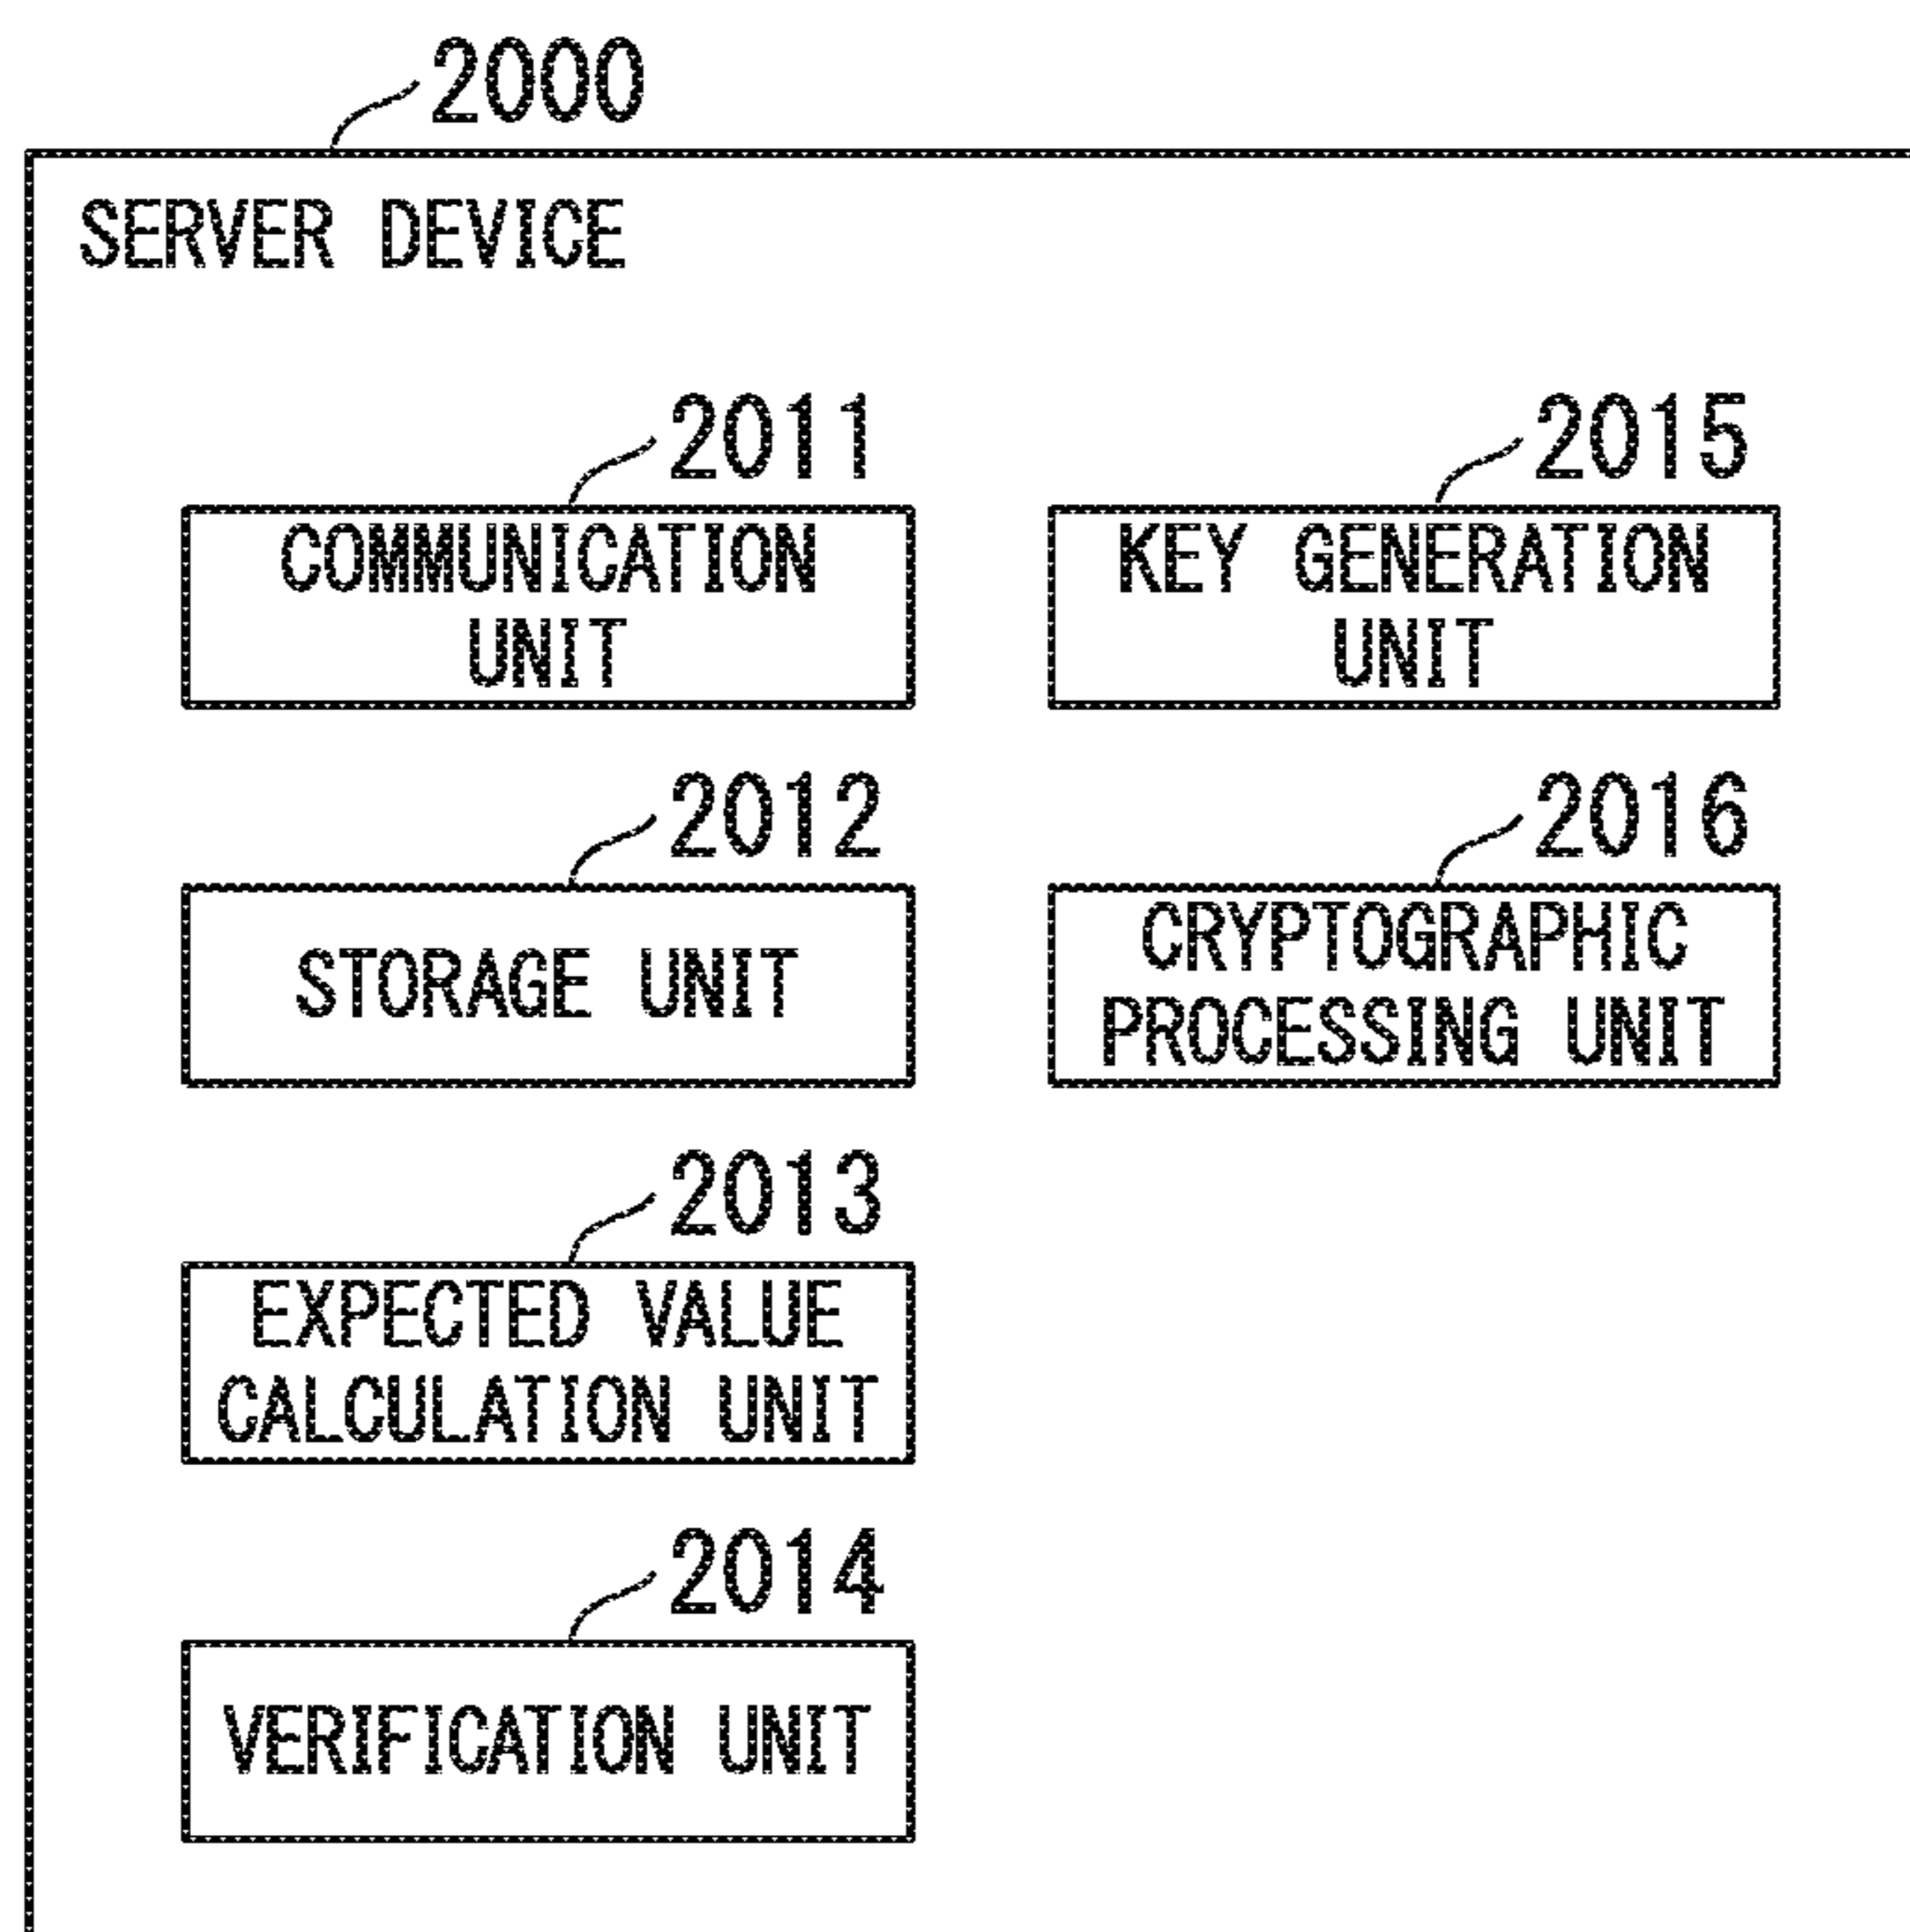 2000
SERVER DEVICE
2011
COMMUNICATION
UNIT
2012
STORAGE UNIT
2013
EXPECTED VALUE
CALCULATION UNIT
2014
VERIFICATION UNIT
2015
KEY GENERATION
UNIT
2016
CRYPTOGRAPHIC
PROCESSING UNIT